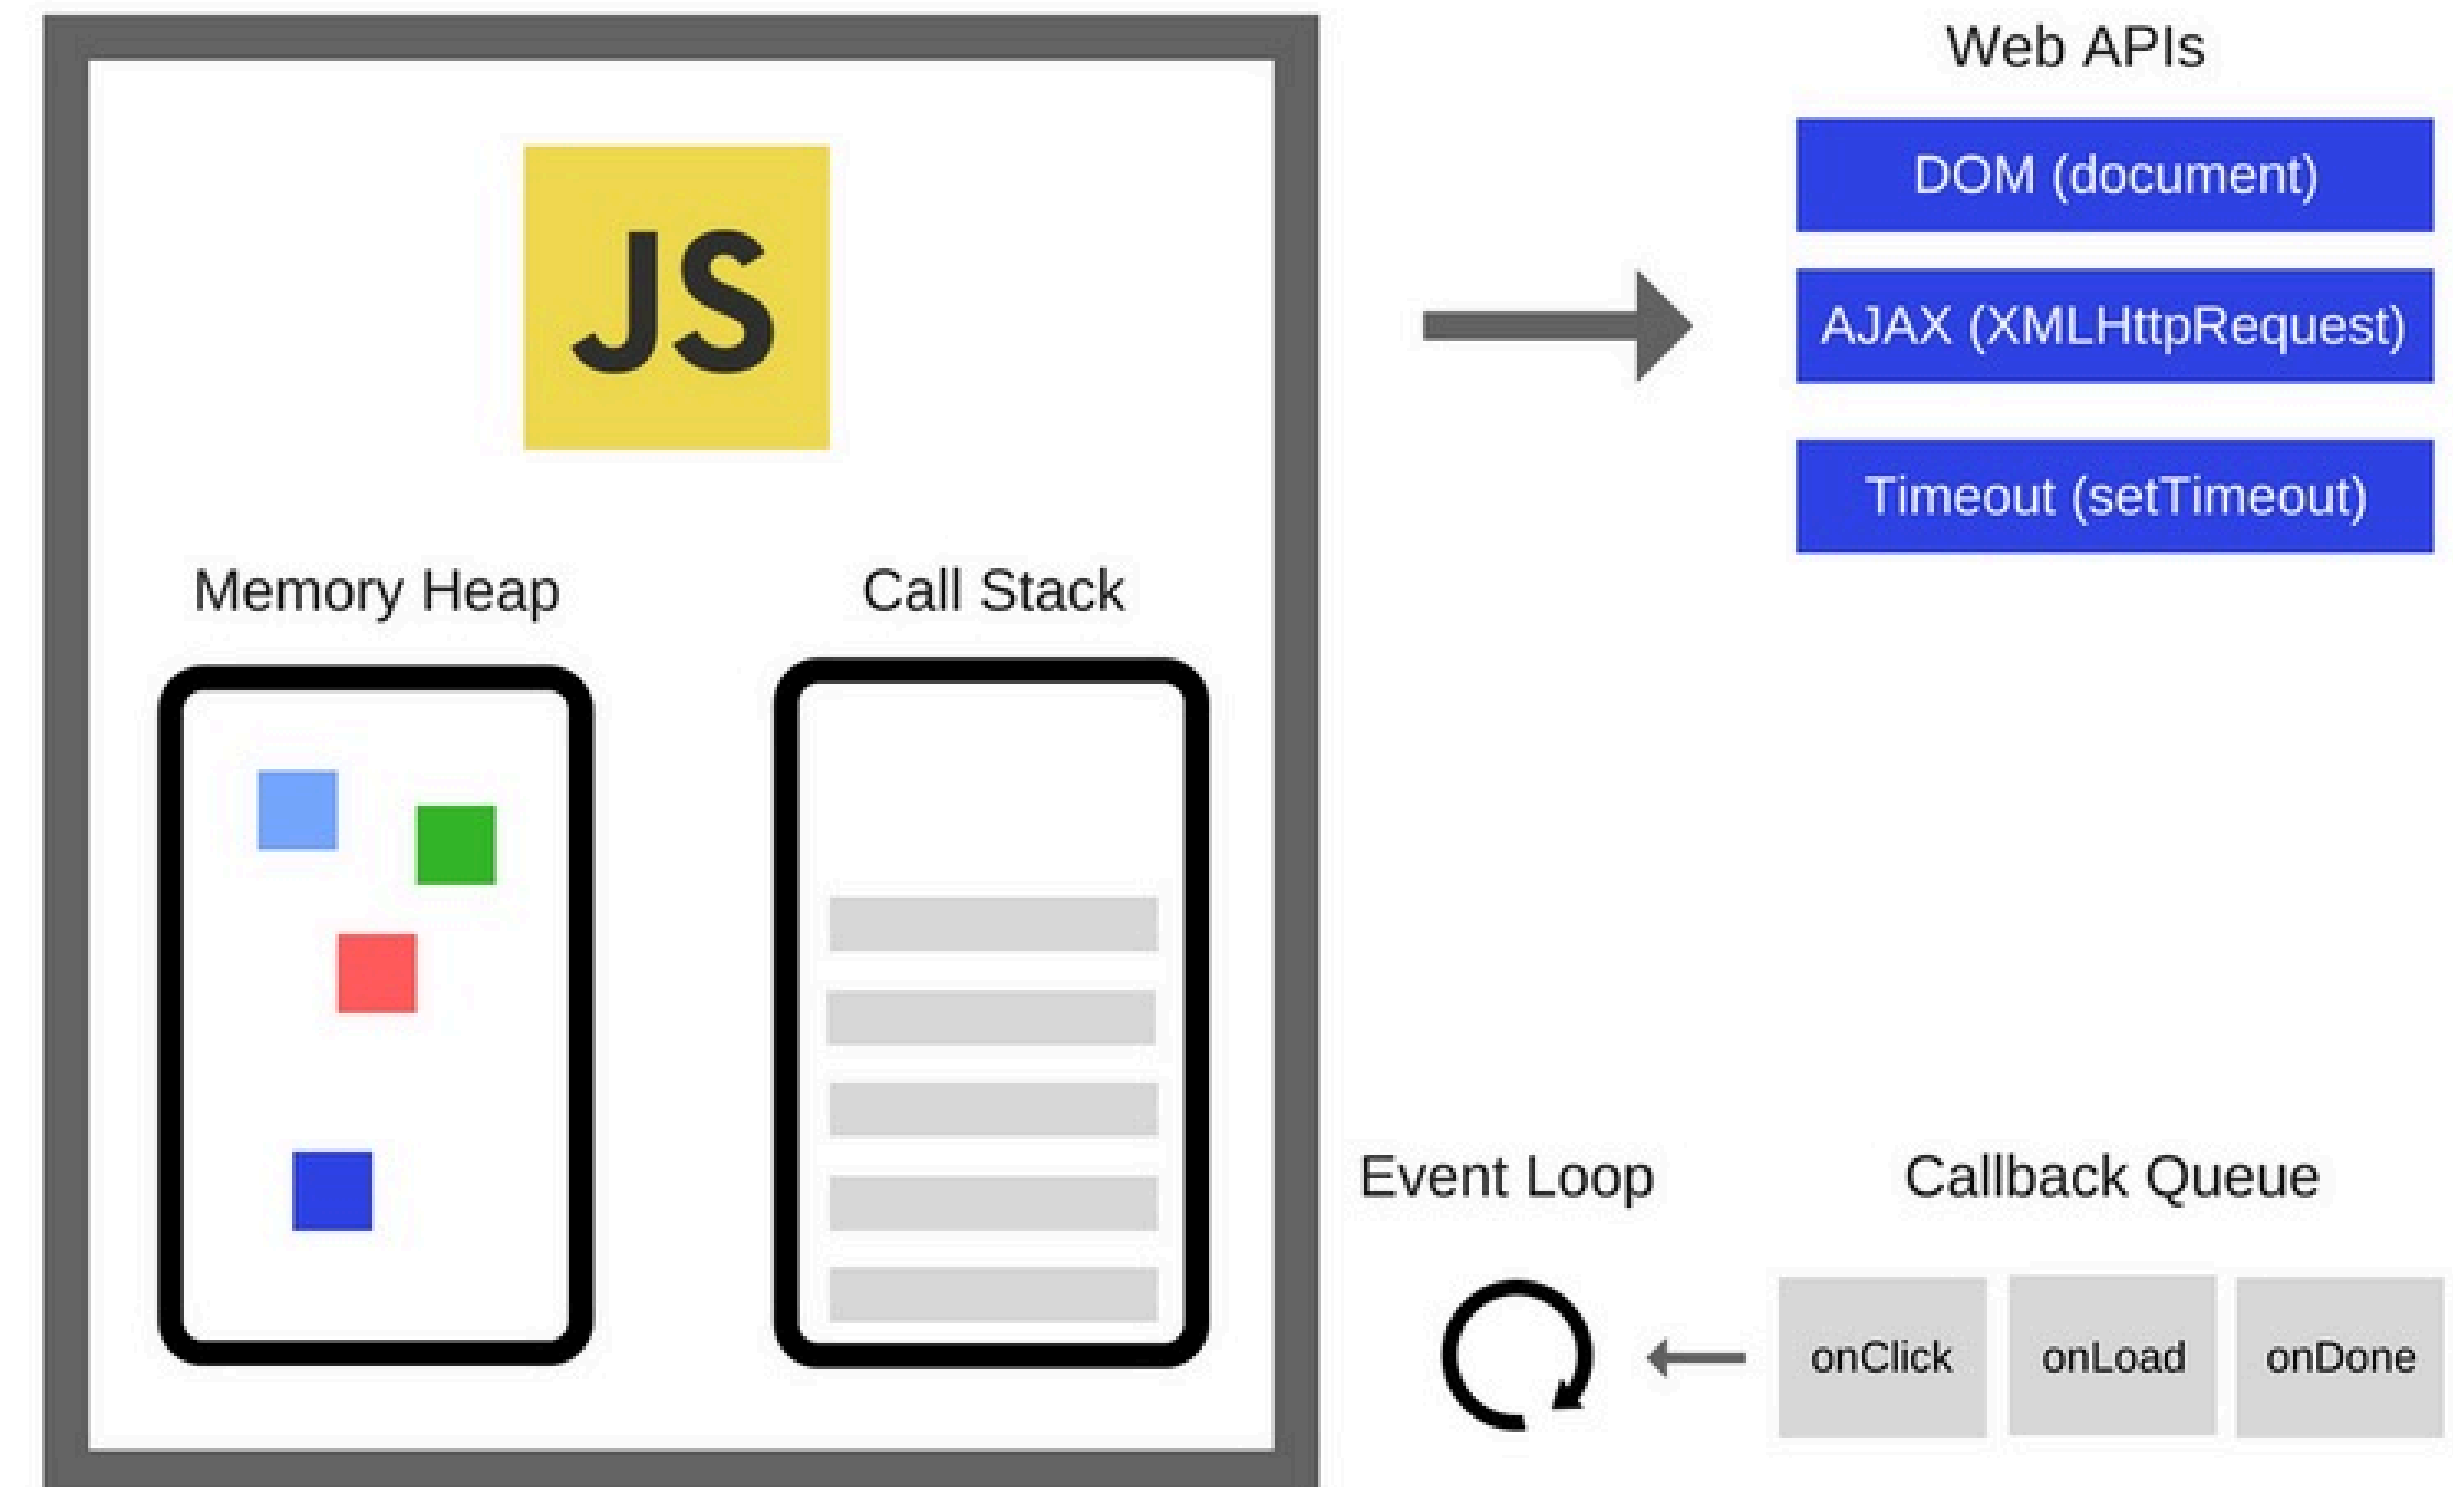 JS
Memory Heap
Call Stack
Web APIs
DOM (document)
AJAX (XMLHttpRequest)
Timeout (setTimeout)
Event Loop
Callback Queue
onClick
onLoad
onDone